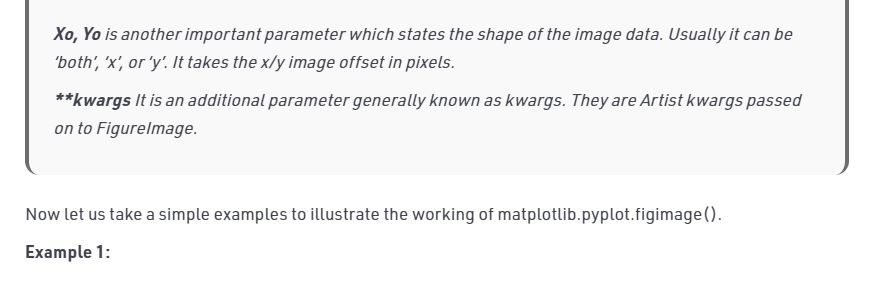 Xo, Yo is another important parameter which states the shape of the image data. Usually it can be
‘both’, ‘x’, or ‘y’. It takes the x/y image offset in pixels.
**kwargs It is an additional parameter generally known as kwargs. They are Artist kwargs passed
on to FigureImage.
Now let us take a simple examples to illustrate the working of matplotlib.pyplot.figimage().
Example 1: